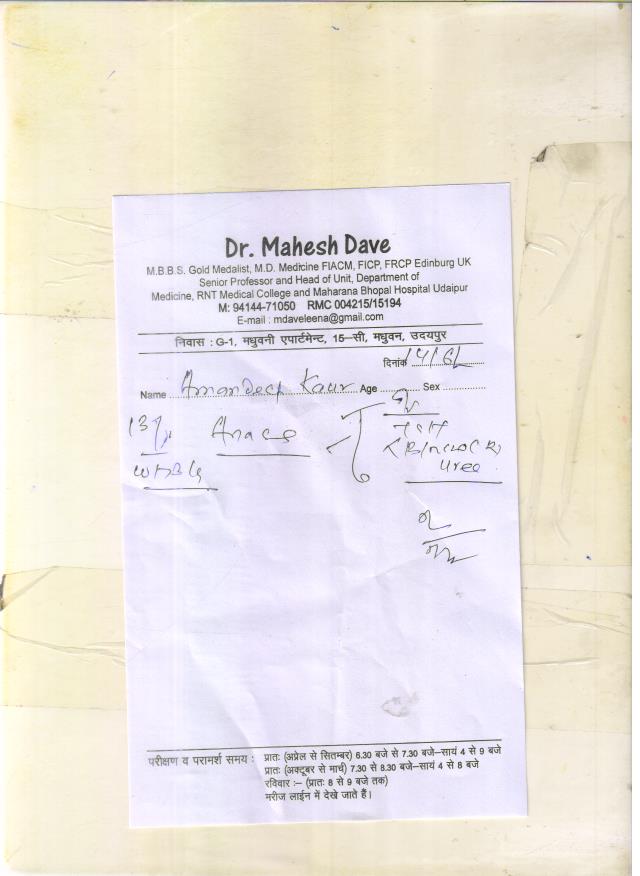 Dr. Mahesh Dave
M.B.B.S. Gold Medalist, M.D. Medicine FIACM, FICP, FRCP Edinburg UK
Senior Professor and Head of Unit, Department of
Medicine, RNT Medical College and Maharana Bhopal Hospital Udaipur
M: 94144-71050 RMC 004215/15194
E-mail : mdaveleena@gmail.com
निवास : G-1, मधुवनी एपार्टमेन्ट, 15-सी, मधुवन, उदयपुर
दिनांक
Name Amandeep Kaur Age Sex
TSH
Urea
परीक्षण व परामर्श समय : प्रातः (अप्रेल से सितम्बर) 6.30 बजे से 7.30 बजे-सायं 4 से 9 बजे
प्रातः (अक्टूबर से मार्च) 7.30 से 8.30 बजे-सायं 4 से 8 बजे
रविवार :- (प्रातः 8 से 9 बजे तक)
मरीज लाईन में देखे जाते हैं।